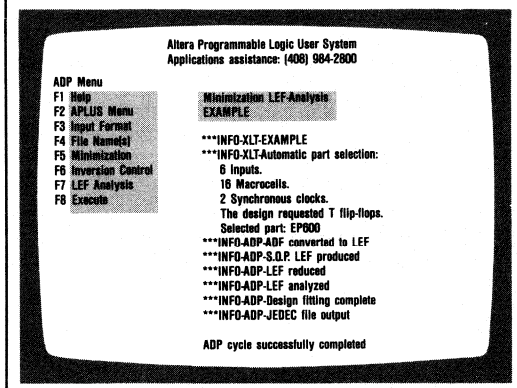 Altera Programmable Logic User System
Applications assistance: (408) 984-2800
ADP Menu
F1 Help
F2 APLUS Menu
F3 Input Format
F4 File Name(s)
F5 Minimization
F6 Inversion Control
F7 LEF Analysis
F8 Execute
Minimization LEF-Analysis
EXAMPLE
***INFO-XLT-EXAMPLE
***INFO-XLT-Automatic part selection:
6 Inputs.
16 Macrocells.
2 Synchronous clocks.
The design requested T flip-flops.
Selected part: EP600
***INFO-ADP-ADF converted to LEF
***INFO-ADP-S.O.P. LEF produced
***INFO-ADP-LEF reduced
***INFO-ADP-LEF analyzed
***INFO-ADP-Design fitting complete
***INFO-ADP-JEDEC file output
ADP cycle successfully completed